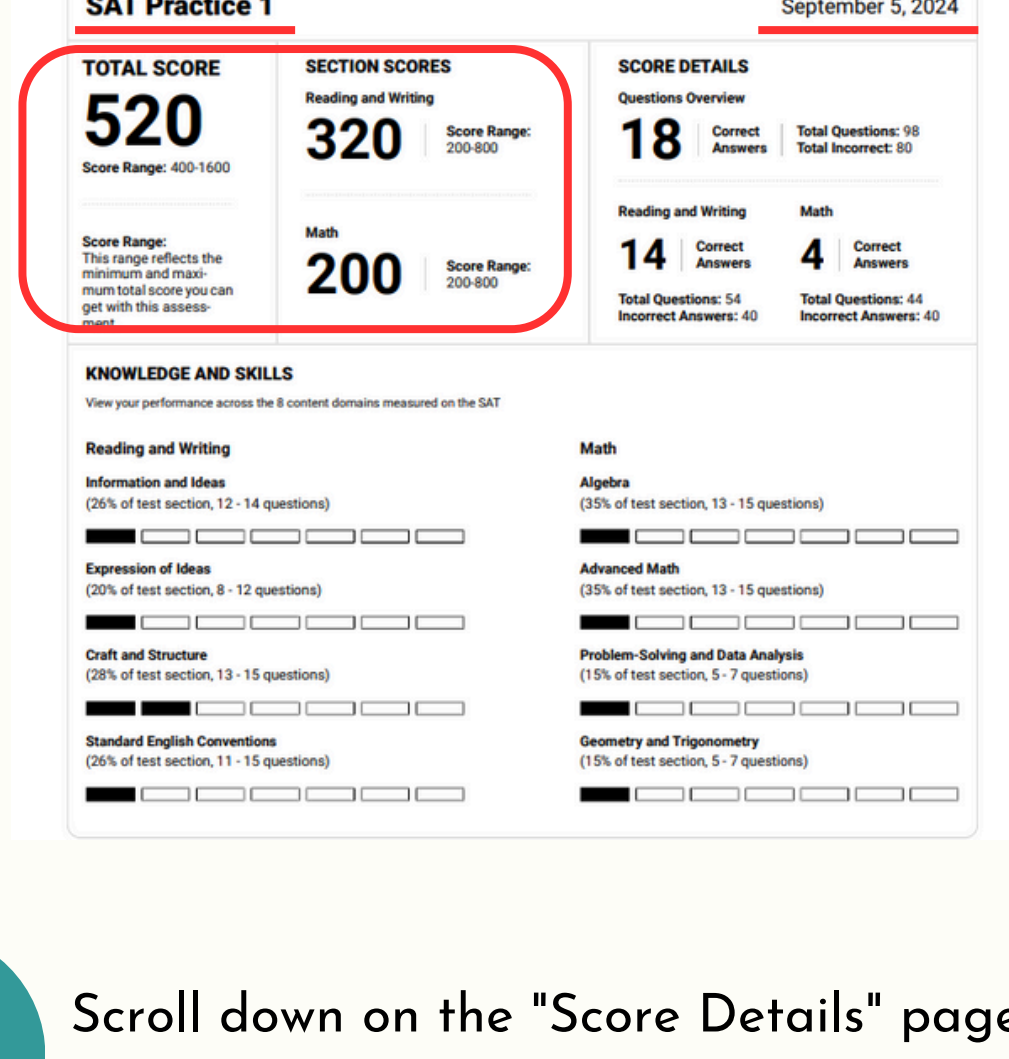 SAT Practice 1
September 5, 2024
TOTAL SCORE
520
Score Range: 400-1600
Score Range:
This range reflects the
minimum and maxi-
mum total score you can
get with this assess-
ment
SECTION SCORES
Reading and Writing
320
Score Range:
200-800
Math
200
Score Range:
200-800
SCORE DETAILS
Questions Overview
18
Correct
Answers
Total Questions: 98
Total Incorrect: 80
Reading and Writing
14
Correct
Answers
Total Questions: 54
Incorrect Answers: 40
Math
4
Correct
Answers
Total Questions: 44
Incorrect Answers: 40
KNOWLEDGE AND SKILLS
View your performance across the 8 content domains measured on the SAT
Reading and Writing
Information and Ideas
(26% of test section, 12 - 14 questions)
Expression of Ideas
(20% of test section, 8 - 12 questions)
Craft and Structure
(28% of test section, 13 - 15 questions)
Standard English Conventions
(26% of test section, 11 - 15 questions)
Math
Algebra
(35% of test section, 13 - 15 questions)
Advanced Math
(35% of test section, 13 - 15 questions)
Problem-Solving and Data Analysis
(15% of test section, 5 - 7 questions)
Geometry and Trigonometry
(15% of test section, 5 - 7 questions)
Scroll down on the "Score Details" page